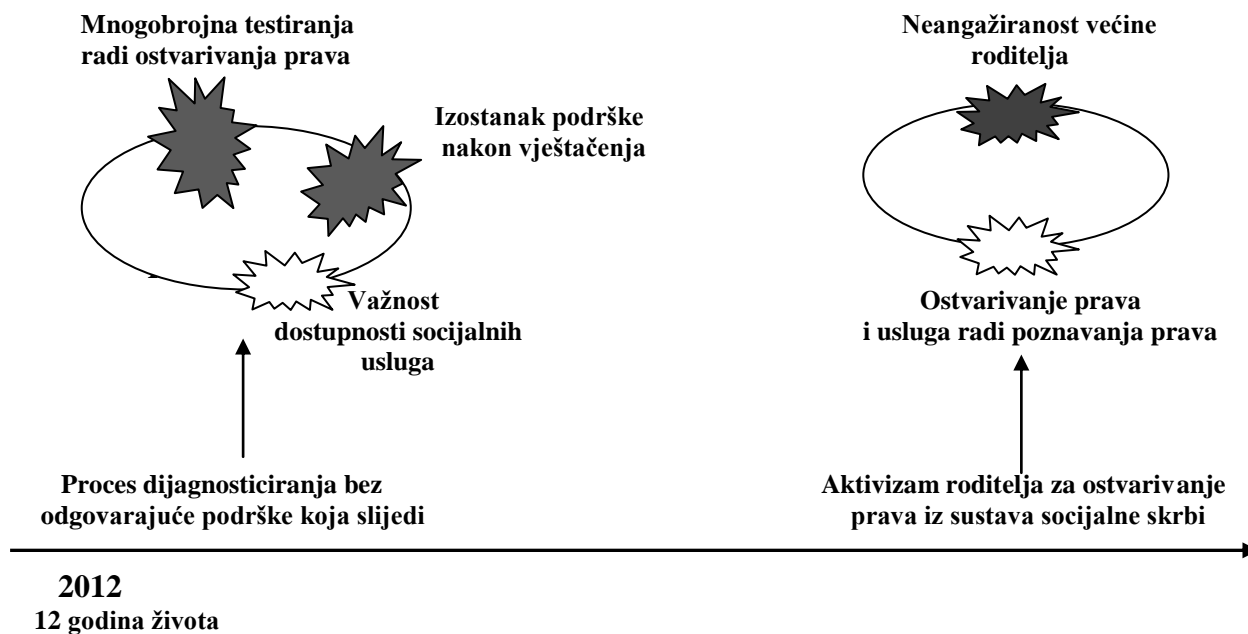 Mnogobrojna testiranja
radi ostvarivanja prava
Izostanak podrške
nakon vještačenja
Važnost
dostupnosti socijalnih
usluga
Proces dijagnosticiranja bez
odgovarajuće podrške koja slijedi
Neangažiranost većine
roditelja
Ostvarivanje prava
i usluga radi poznavanja prava
Aktivizam roditelja za ostvarivanje
prava iz sustava socijalne skrbi
2012
12 godina života